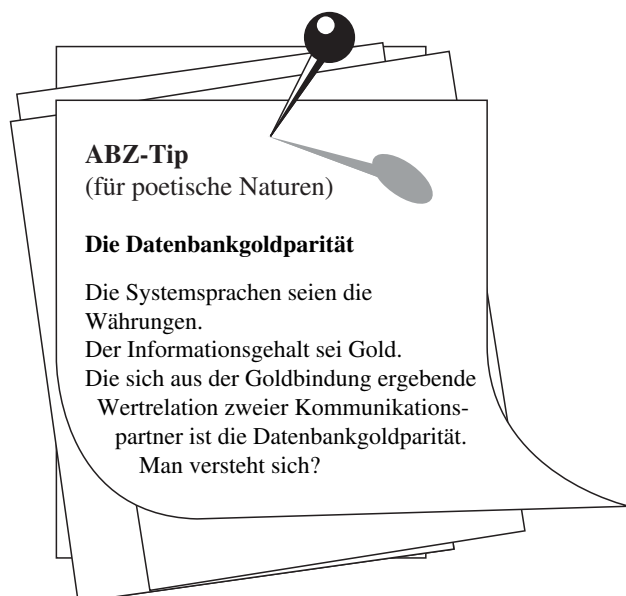 ABZ-Tip
(für poetische Naturen)
Die Datenbankgoldparität
Die Systemsprachen seien die
Währungen.
Der Informationsgehalt sei Gold.
Die sich aus der Goldbindung ergebende
Wertrelation zweier Kommunikations-
partner ist die Datenbankgoldparität.
Man versteht sich?